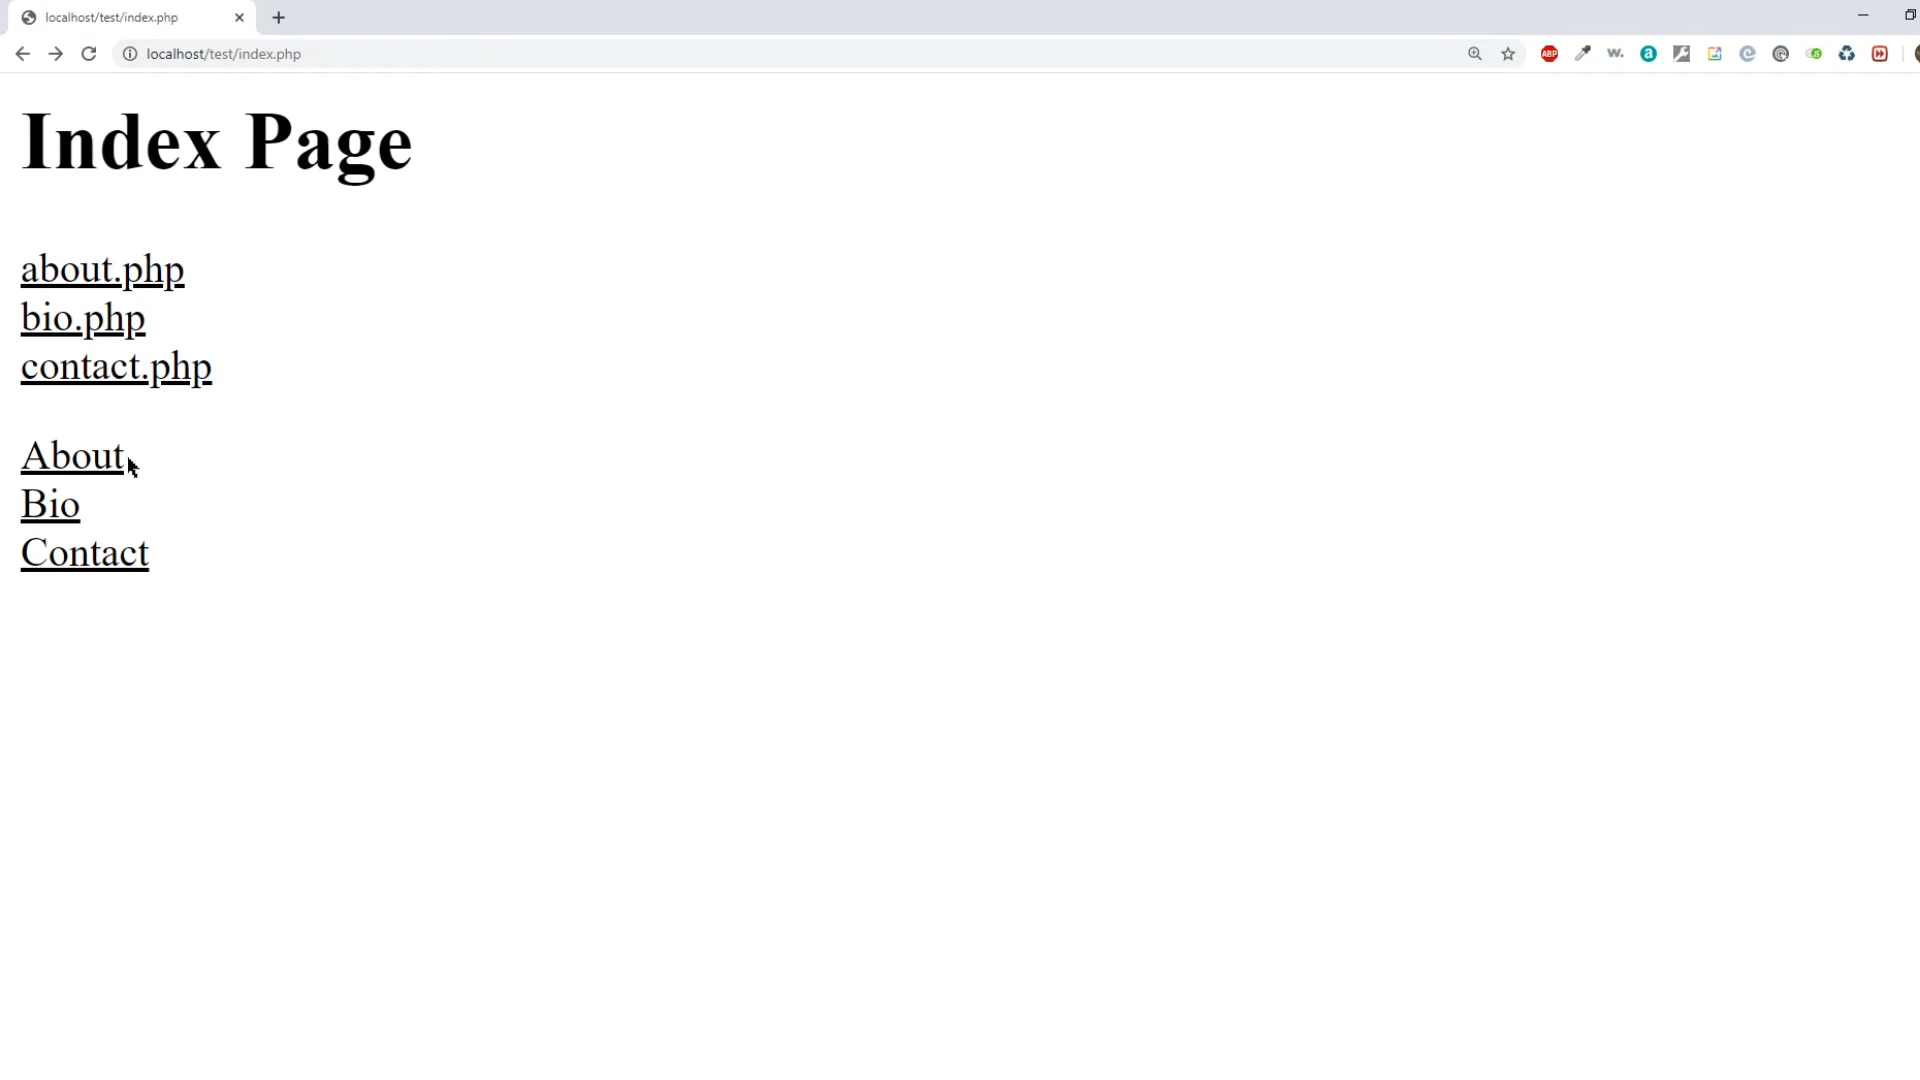 localhost/test/index.php
localhost/test/index.php
ABP
w.
a
Index Page
about.php
bio.php
contact.php
About
Bio
Contact